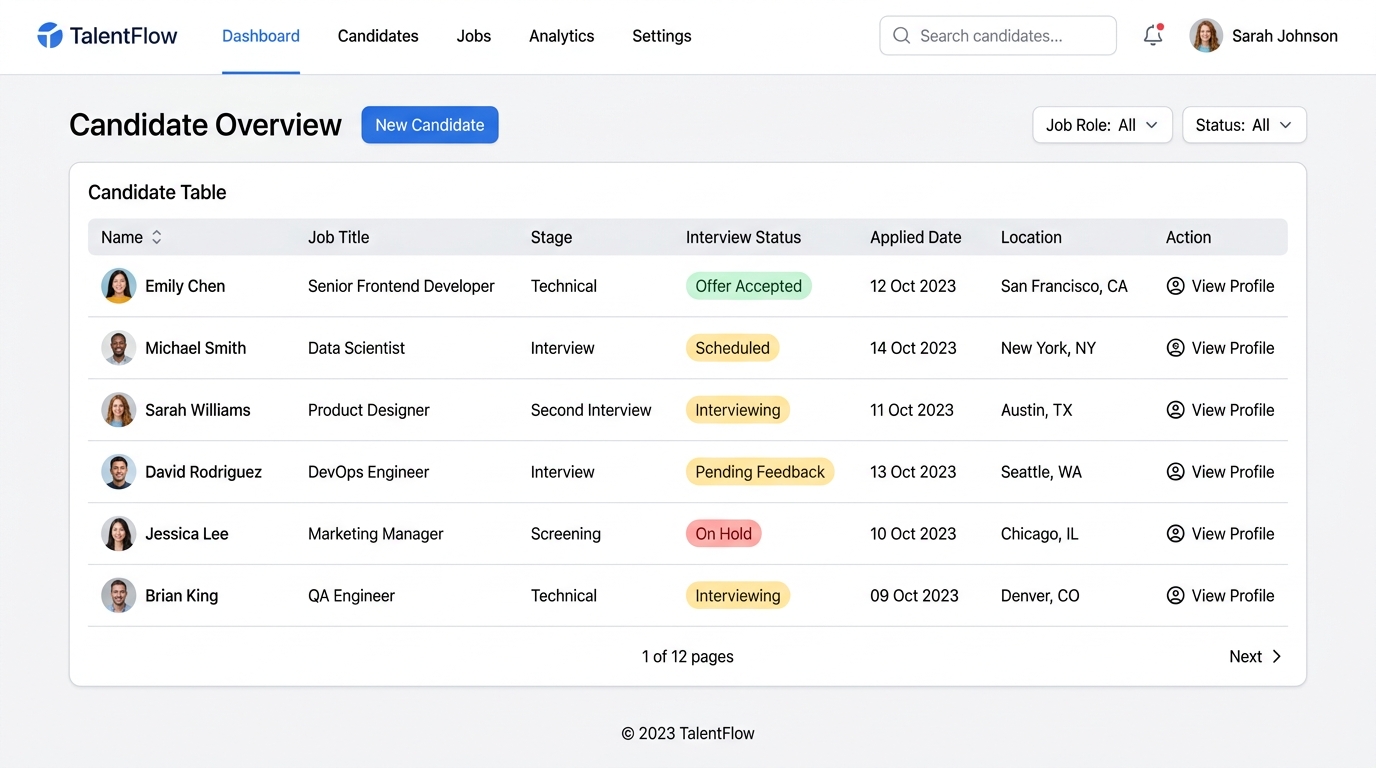 TalentFlow Dashboard Candidates Jobs Analytics Settings Search candidates... Sarah Johnson
Candidate Overview New Candidate Job Role: All Status: All
Candidate Table
Name Job Title Stage Interview Status Applied Date Location Action
Emily Chen Senior Frontend Developer Technical Offer Accepted 12 Oct 2023 San Francisco, CA View Profile
Michael Smith Data Scientist Interview Scheduled 14 Oct 2023 New York, NY View Profile
Sarah Williams Product Designer Second Interview Interviewing 11 Oct 2023 Austin, TX View Profile
David Rodriguez DevOps Engineer Interview Pending Feedback 13 Oct 2023 Seattle, WA View Profile
Jessica Lee Marketing Manager Screening On Hold 10 Oct 2023 Chicago, IL View Profile
Brian King QA Engineer Technical Interviewing 09 Oct 2023 Denver, CO View Profile
1 of 12 pages Next
© 2023 TalentFlow